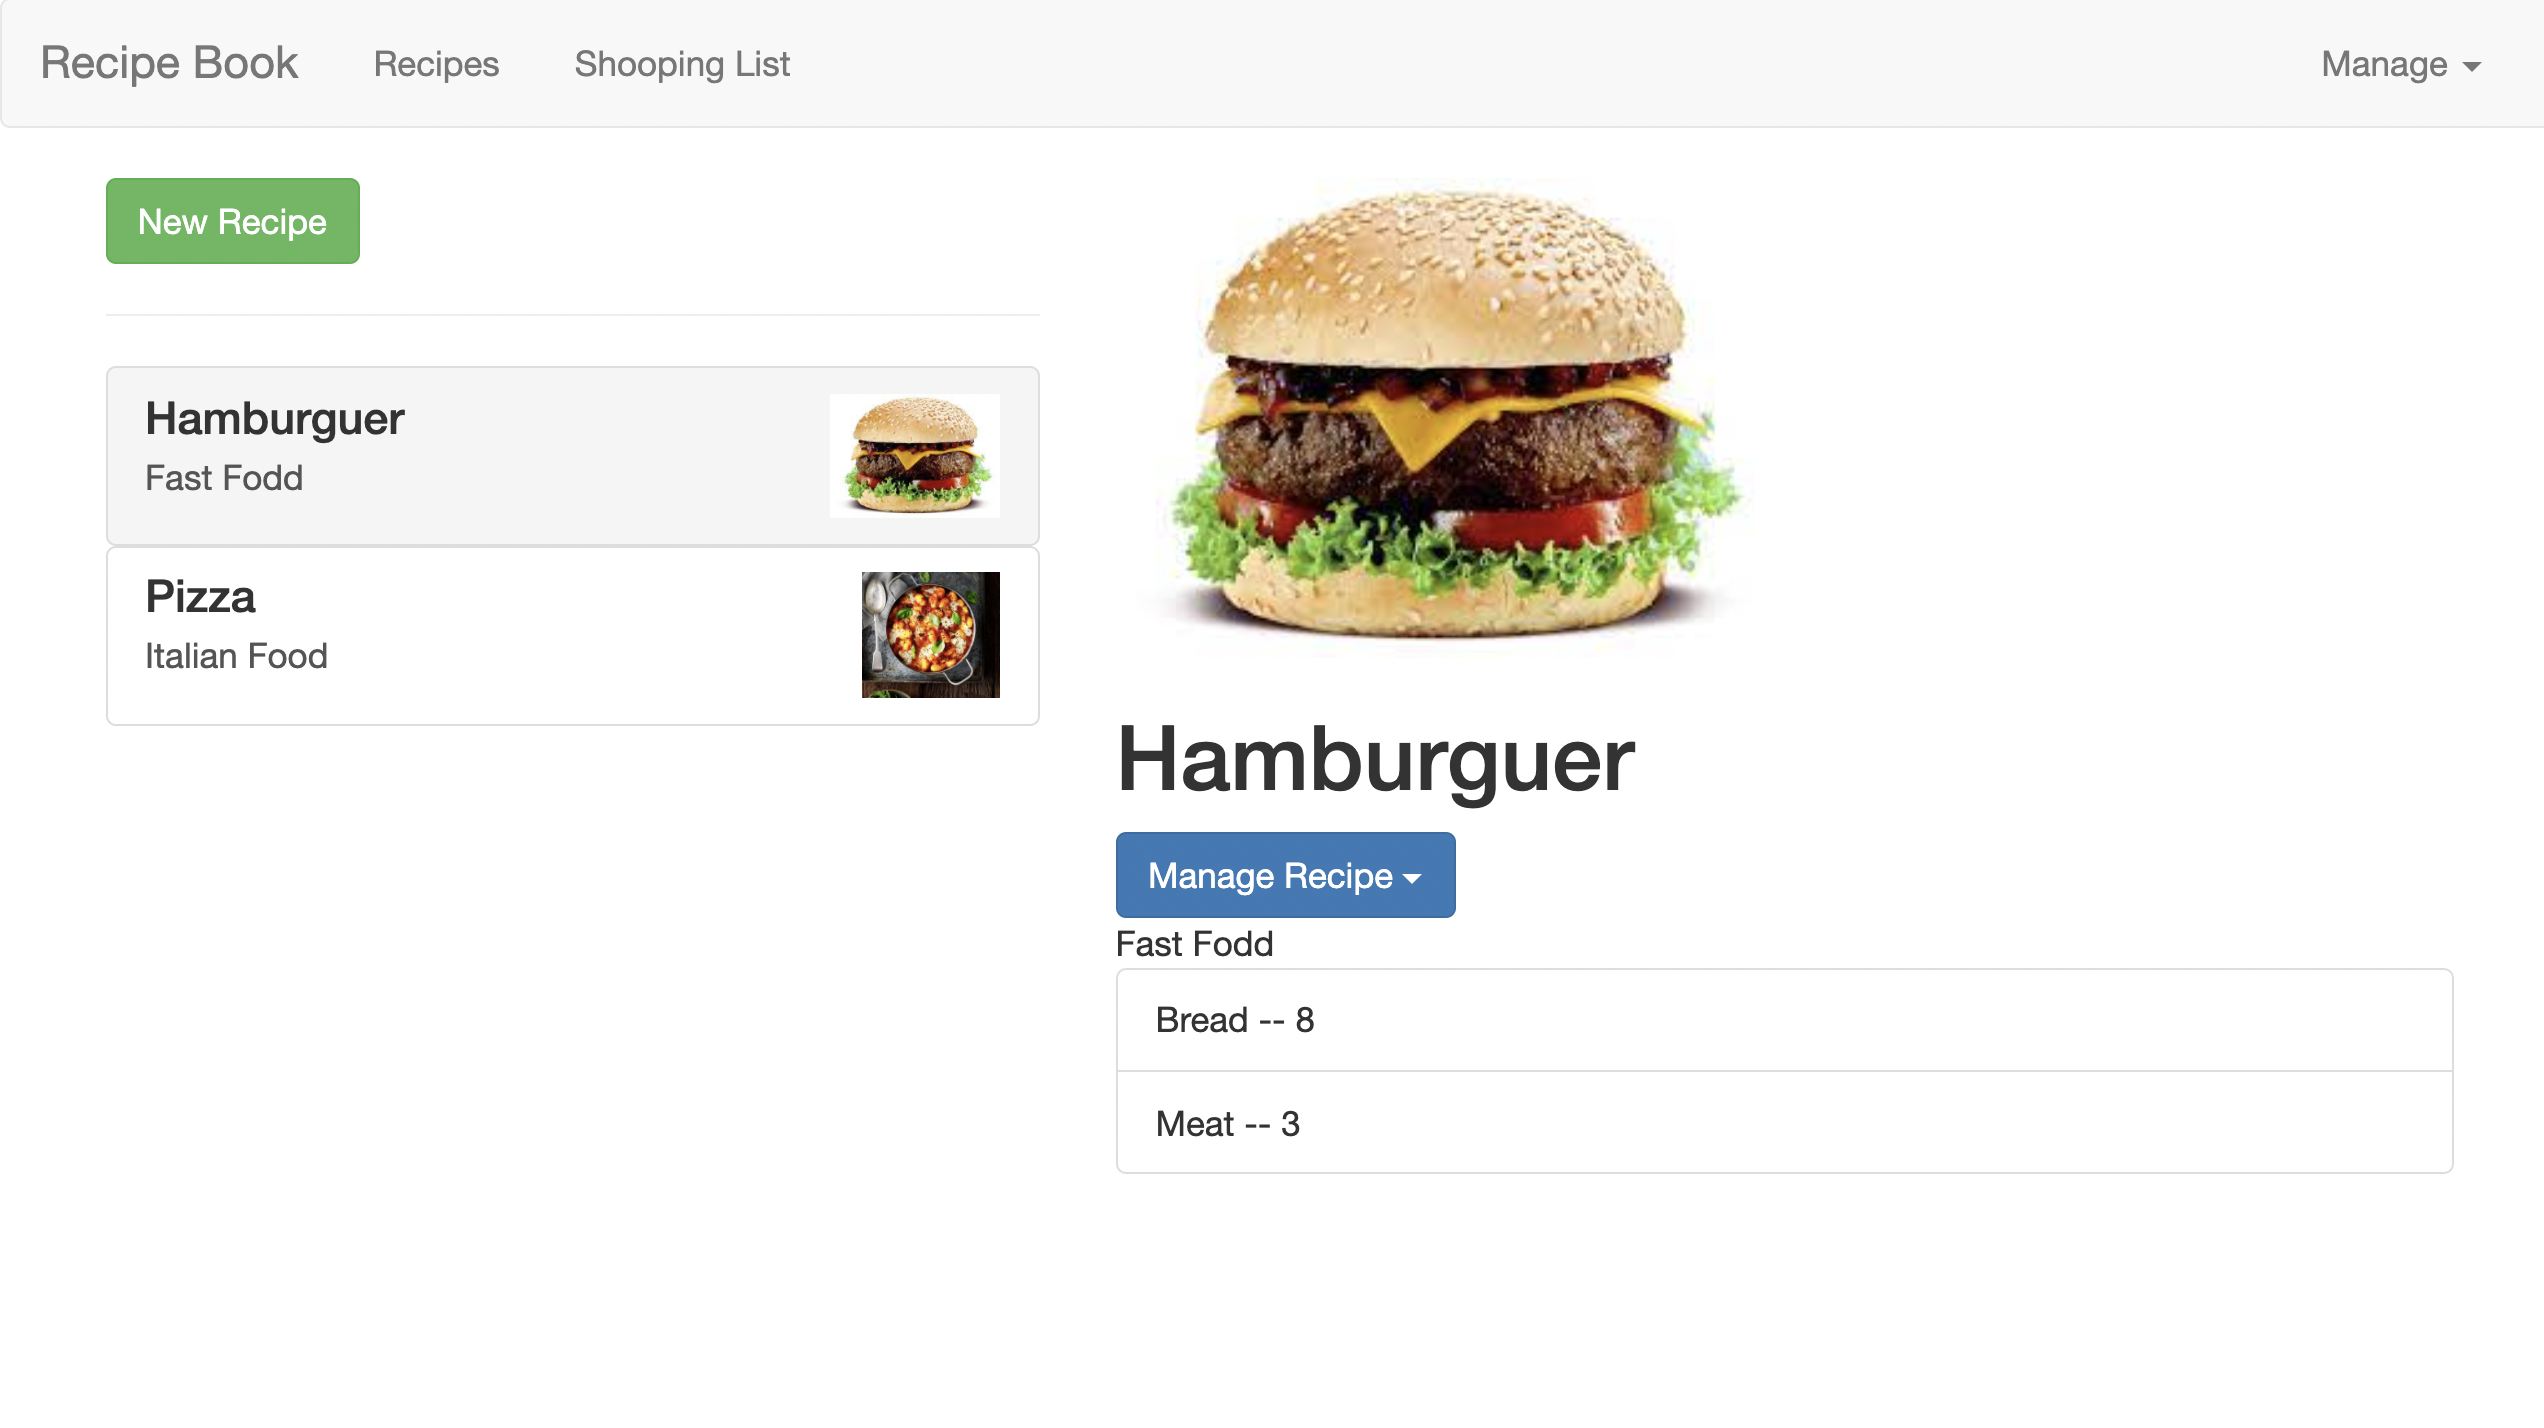 Recipe Book Recipes Shooping List Manage
New Recipe
Hamburguer
Fast Fodd
Pizza
Italian Food
Hamburguer
Manage Recipe
Fast Fodd
Bread -- 8
Meat -- 3